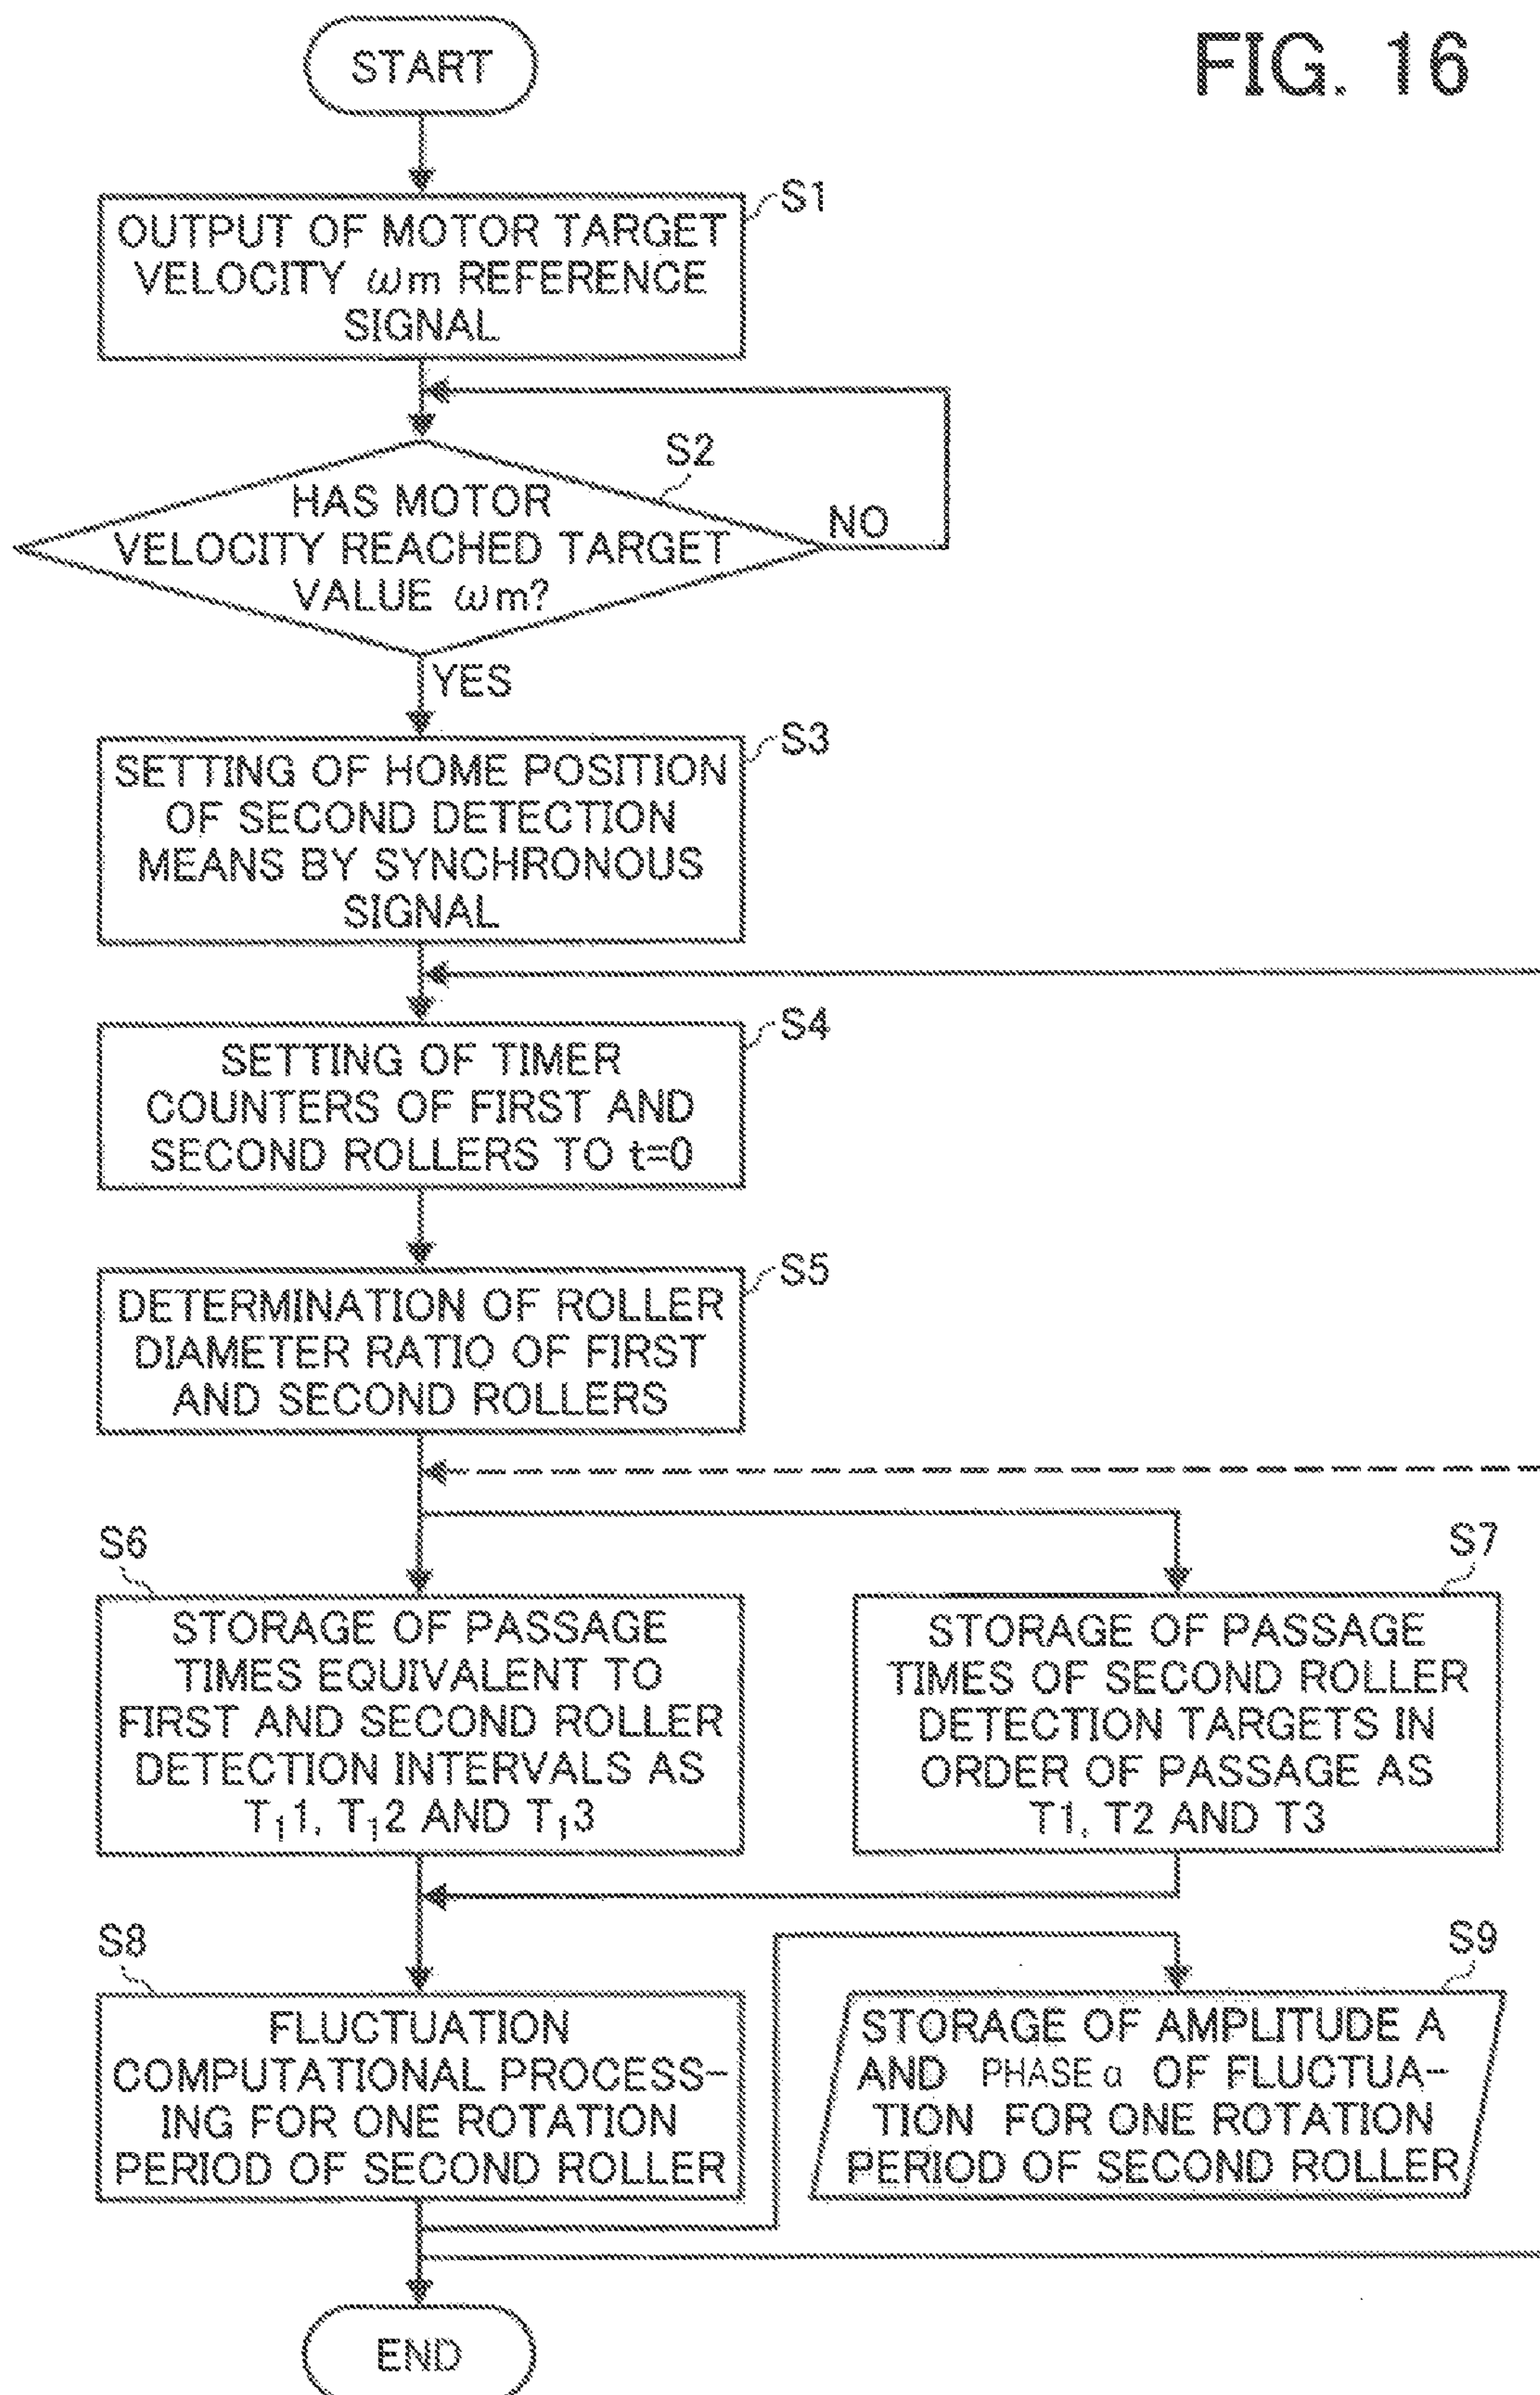 FIG. 16
START
S1
OUTPUT OF MOTOR TARGET
VELOCITY ωm REFERENCE
SIGNAL
S2
HAS MOTOR
VELOCITY REACHED TARGET
VALUE ωm?
NO
YES
S3
SETTING OF HOME POSITION
OF SECOND DETECTION
MEANS BY SYNCHRONOUS
SIGNAL
S4
SETTING OF TIMER
COUNTERS OF FIRST AND
SECOND ROLLERS TO t=0
S5
DETERMINATION OF ROLLER
DIAMETER RATIO OF FIRST
AND SECOND ROLLERS
S6
STORAGE OF PASSAGE
TIMES EQUIVALENT TO
FIRST AND SECOND ROLLER
DETECTION INTERVALS AS
T₁1, T₁2 AND T₁3
S7
STORAGE OF PASSAGE
TIMES OF SECOND ROLLER
DETECTION TARGETS IN
ORDER OF PASSAGE AS
T1, T2 AND T3
S8
FLUCTUATION
COMPUTATIONAL PROCESS-
ING FOR ONE ROTATION
PERIOD OF SECOND ROLLER
S9
STORAGE OF AMPLITUDE A
AND PHASE α OF FLUCTUA-
TION FOR ONE ROTATION
PERIOD OF SECOND ROLLER
END